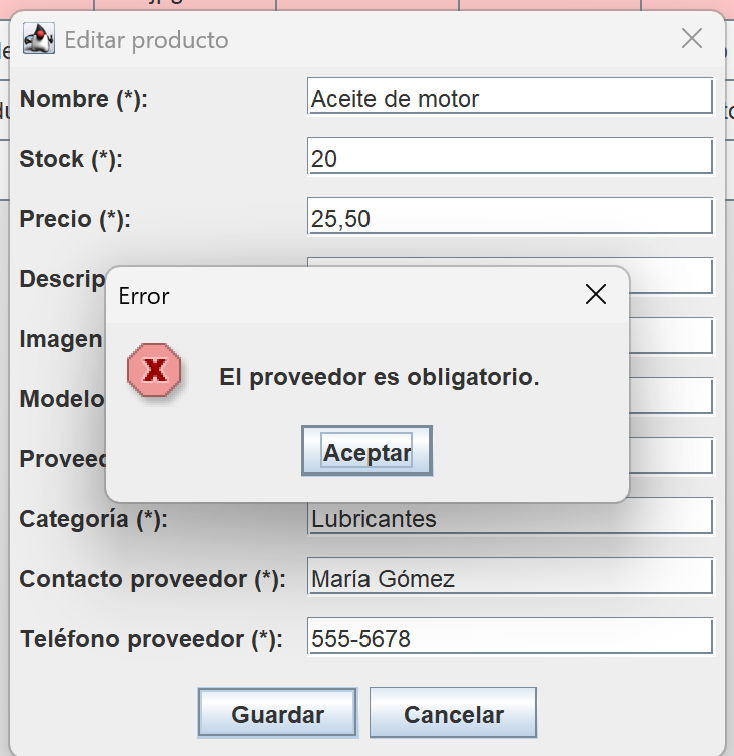 Editar producto
Nombre (*): Aceite de motor
Stock (*): 20
Precio (*): 25,50
Descrip
Error
Imagen
El proveedor es obligatorio.
Modelo
Aceptar
Proveed
Categoría (*): Lubricantes
Contacto proveedor (*): María Gómez
Teléfono proveedor (*): 555-5678
Guardar Cancelar